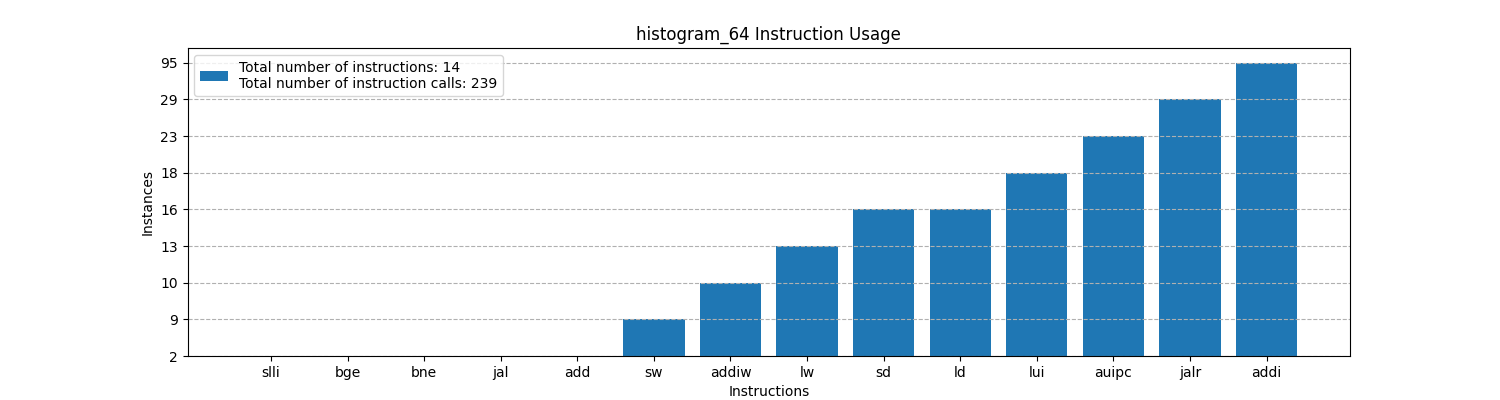 histogram_64 Instruction Usage
Total number of instructions: 14
Total number of instruction calls: 239
95
29
23
18
16
13
10
9
2
Instances
slli bge bne jal add sw addiw lw sd ld lui auipc jalr addi
Instructions